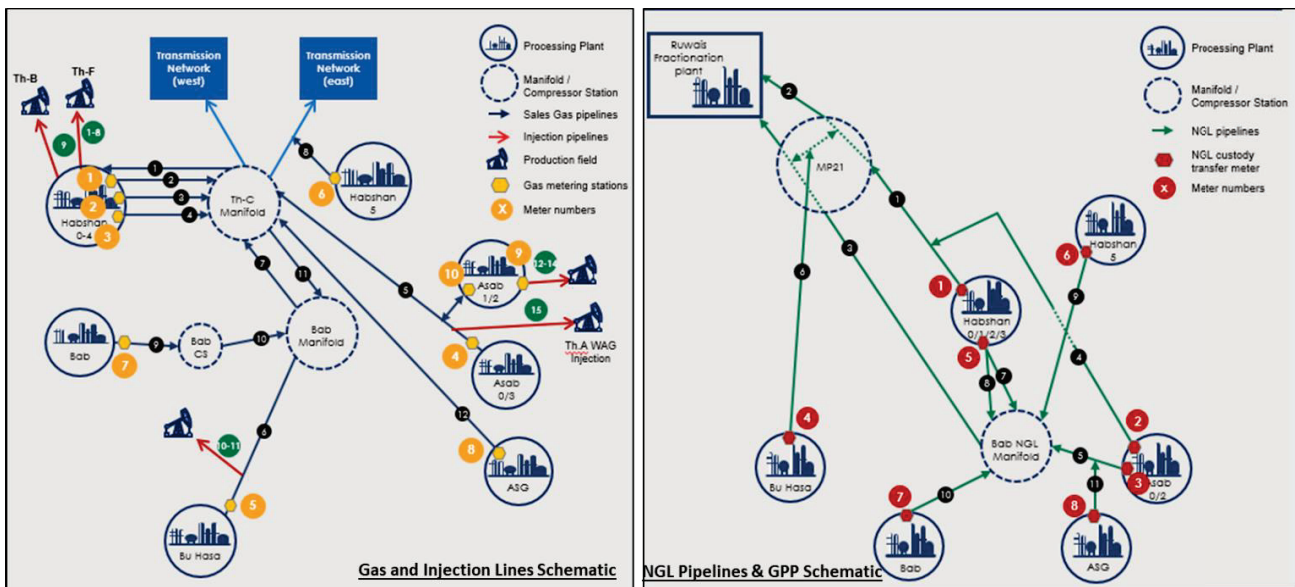 Transmission
Network
(west)
Transmission
Network
(east)
Processing Plant
Manifold /
Compressor Station
Sales Gas pipelines
Injection pipelines
Production field
Gas metering stations
X
Meter numbers
Th-B
Th-F
9
1-8
1
2
3
4
1
2
3
Habshan
0-4
Th-C
Manifold
8
6
Habshan
5
7
11
5
10
9
12-14
Asab
1/2
15
Th.A WAG
Injection
4
Asab
0/3
Bab
7
9
Bab
CS
10
Bab
Manifold
6
10-11
12
8
ASG
5
Bu Hasa
Gas and Injection Lines Schematic
Ruwais
Fractionation
plant
2
MP21
Processing Plant
Manifold /
Compressor Station
NGL pipelines
NGL custody
transfer meter
X
Meter numbers
1
3
6
6
Habshan
5
9
1
Habshan
0/1/2/3
5
8
7
4
4
Bu Hasa
Bab NGL
Manifold
2
5
3
Asab
0/2
7
10
Bab
11
8
ASG
NGL Pipelines & GPP Schematic